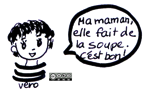 Ma maman,
elle fait de
la soupe.
C'est bon!
véro